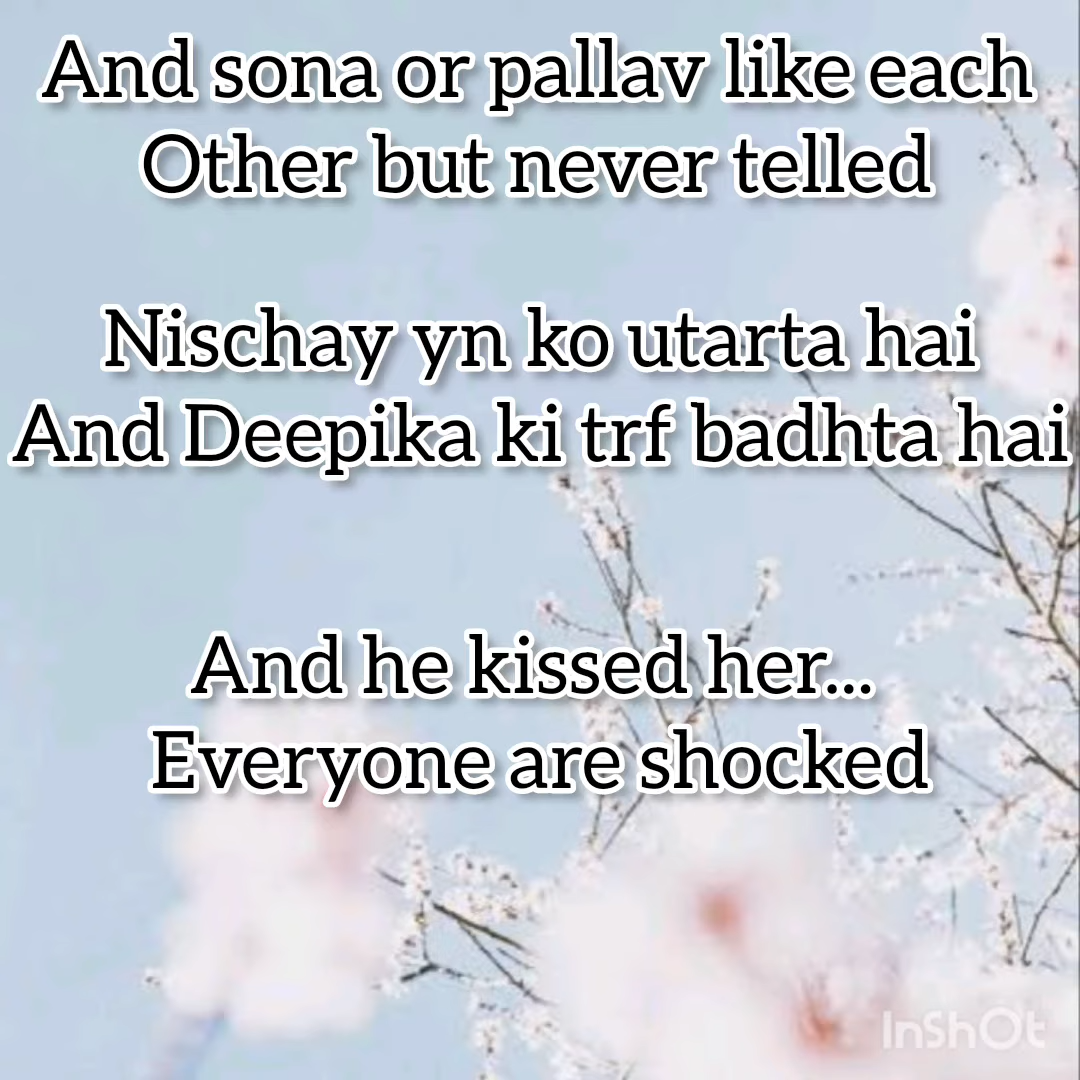 And sona or pallav like each
Other but never telled
Nischay yn ko utarta hai
And Deepika ki trf badhta hai
And he kissed her...
Everyone are shocked
InShOt